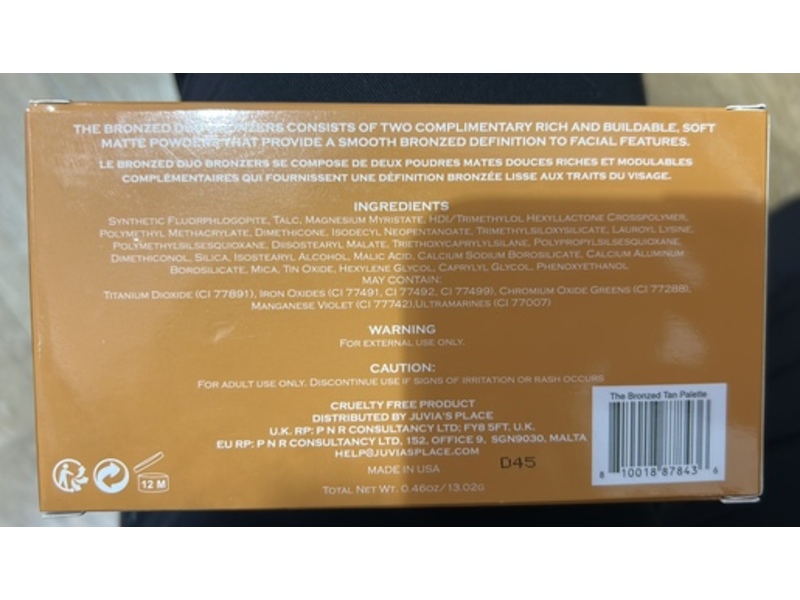 THE BRONZED DUO BRONZERS CONSISTS OF TWO COMPLIMENTARY RICH AND BUILDABLE, SOFT
MATTE POWDERS, THAT PROVIDE A SMOOTH BRONZED DEFINITION TO FACIAL FEATURES.
LE BRONZED DUO BRONZERS SE COMPOSE DE DEUX POUDRES MATES DOUCES RICHES ET MODULABLES
COMPLÉMENTAIRES QUI FOURNISSENT UNE DÉFINITION BRONZÉE LISSE AUX TRAITS DU VISAGE.
INGREDIENTS
SYNTHETIC FLUORPHLOGOPITE, TALC, MAGNESIUM MYRISTATE, HDI/TRIMETHYLOL HEXYLLACTONE CROSSPOLYMER,
POLYMETHYL METHACRYLATE, DIMETHICONE, ISODECYL NEOPENTANOATE, TRIMETHYLSILOXYSILICATE, LAUROYL LYSINE,
POLYMETHYLSILSESQUIOXANE, DIISOSTEARYL MALATE, TRIETHOXYCAPRYLYLSILANE, POLYPROPYLSILSESQUIOXANE,
DIMETHICONOL, SILICA, ISOSTEARYL ALCOHOL, MALIC ACID, CALCIUM SODIUM BOROSILICATE, CALCIUM ALUMINUM
BOROSILICATE, MICA, TIN OXIDE, HEXYLENE GLYCOL, CAPRYLYL GLYCOL, PHENOXYETHANOL
MAY CONTAIN:
TITANIUM DIOXIDE (CI 77891), IRON OXIDES (CI 77491, CI 77492, CI 77499), CHROMIUM OXIDE GREENS (CI 77288),
MANGANESE VIOLET (CI 77742),ULTRAMARINES (CI 77007)
WARNING
FOR EXTERNAL USE ONLY.
CAUTION:
FOR ADULT USE ONLY. DISCONTINUE USE IF SIGNS OF IRRITATION OR RASH OCCURS
CRUELTY FREE PRODUCT
DISTRIBUTED BY JUVIA'S PLACE
U.K. RP: P N R CONSULTANCY LTD; FY8 5FT, U.K.
EU RP: P N R CONSULTANCY LTD, 152, OFFICE 9, SGN9030, MALTA
HELP@JUVIASPLACE.COM
MADE IN USA
D45
TOTAL NET WT. 0.46OZ/13.02G
12 M
The Bronzed Tan Palette
8 10018 87843 6